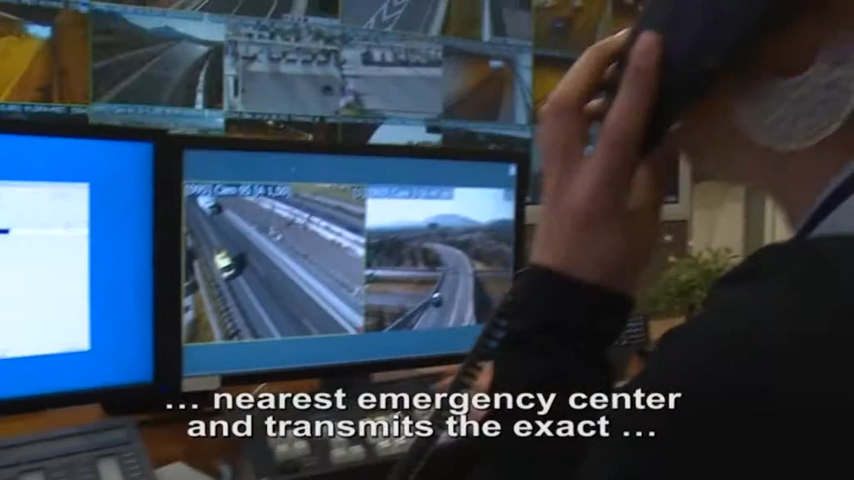 ... nearest emergency center
and transmits the exact ...